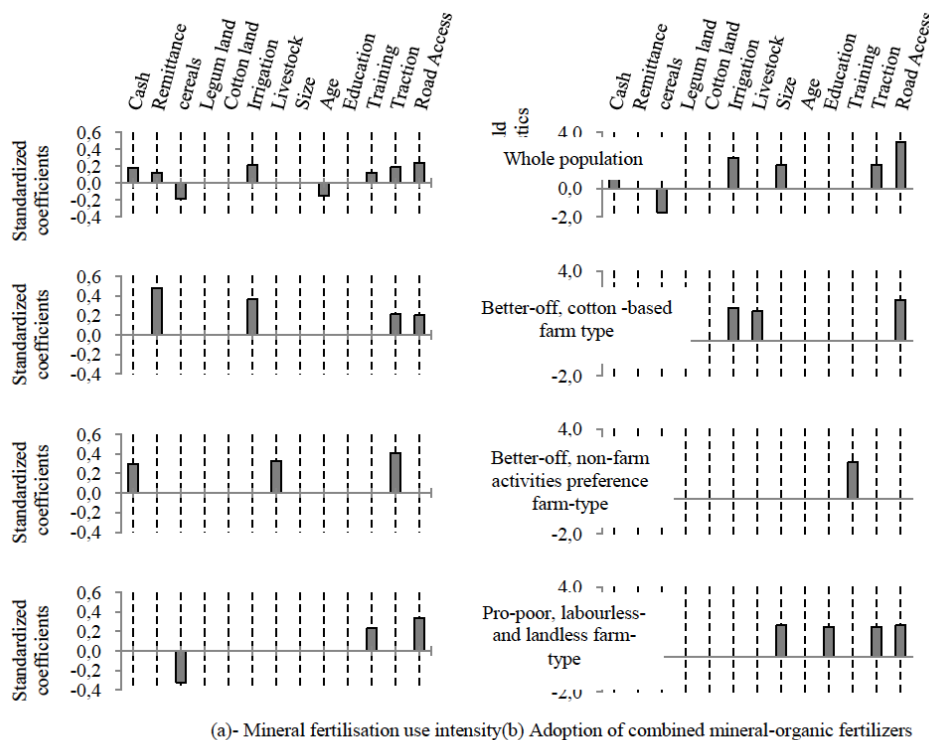 Cash
Remittance
cereals
Legum land
Cotton land
Irrigation
Livestock
Size
Age
Education
Training
Traction
Road Access
Standardized
coefficients
0,6
0,4
0,2
0,0
-0,2
-0,4
Standardized
coefficients
0,6
0,4
0,2
0,0
-0,2
-0,4
Standardized
coefficients
0,6
0,4
0,2
0,0
-0,2
-0,4
Standardized
coefficients
0,6
0,4
0,2
0,0
-0,2
-0,4
Cash
Remittance
cereals
Legum land
Cotton land
Irrigation
Livestock
Size
Age
Education
Training
Traction
Road Access
4,0
Whole population
0,0
-2,0
4,0
Better-off, cotton -based
farm type
-2,0
4,0
Better-off, non-farm
activities preference
farm-type
-2,0
4,0
Pro-poor, labourless-
and landless farm-
type
-2,0
(a)- Mineral fertilisation use intensity(b) Adoption of combined mineral-organic fertilizers